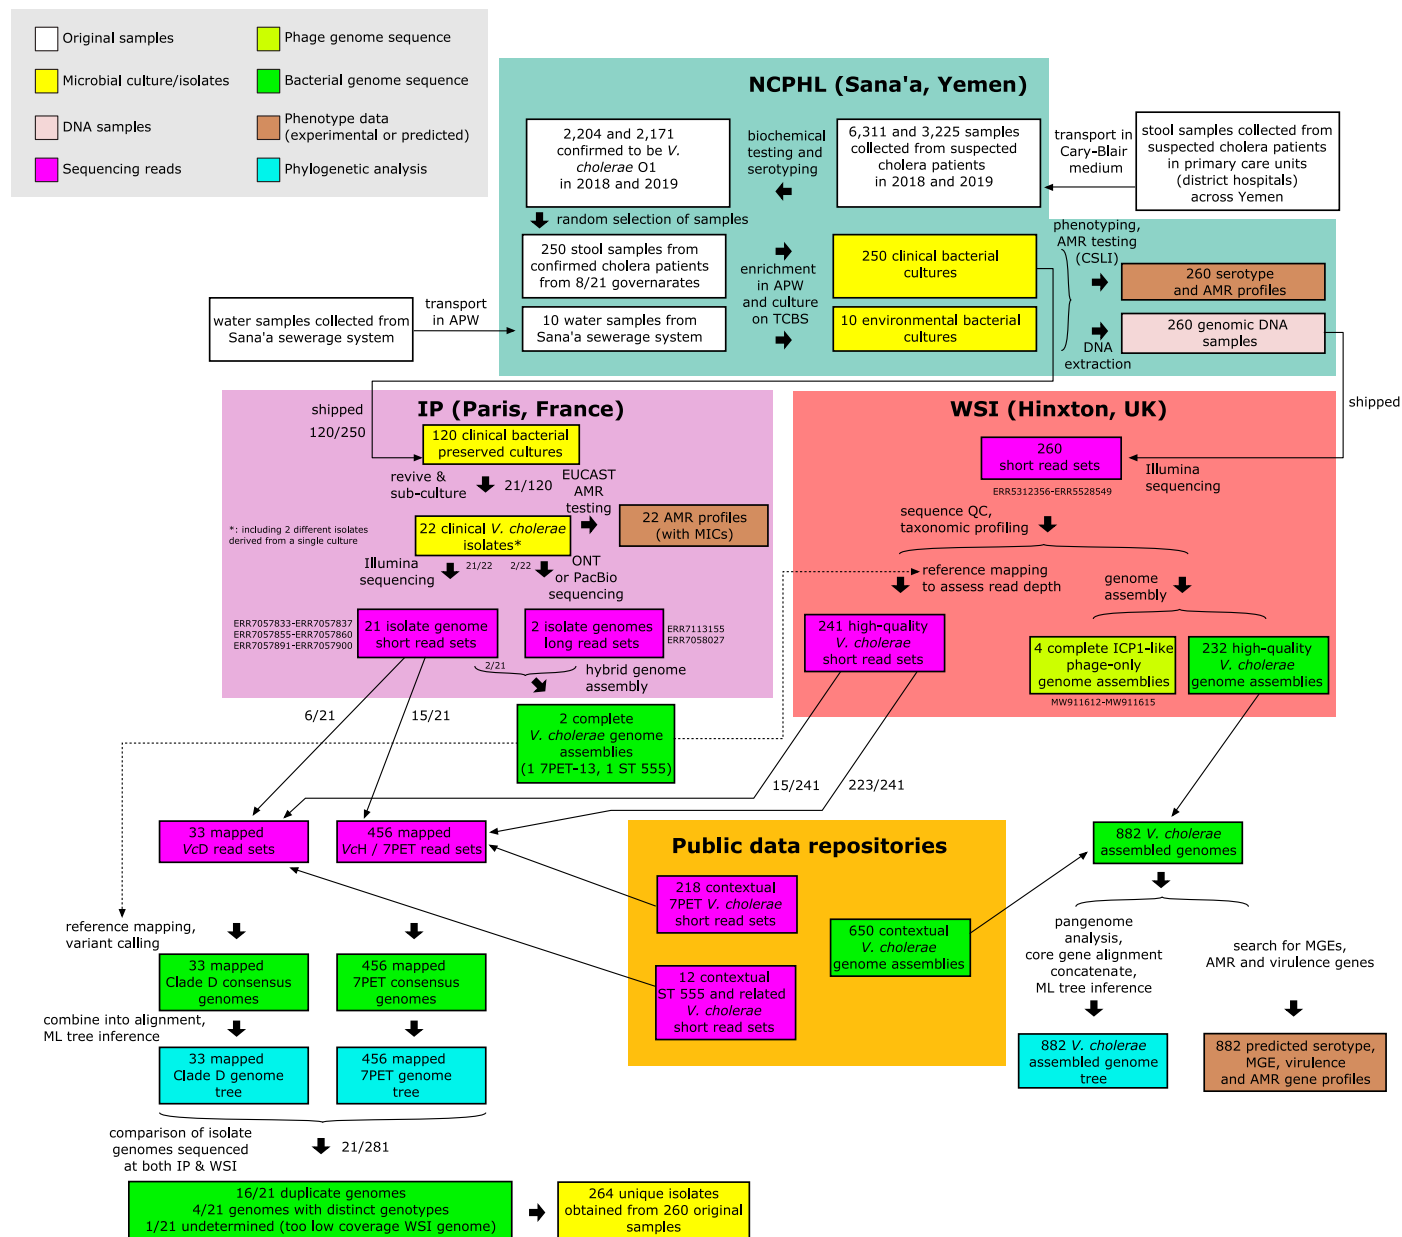 Original samples
Microbial culture/isolates
DNA samples
Sequencing reads
Phage genome sequence
Bacterial genome sequence
Phenotype data
(experimental or predicted)
Phylogenetic analysis
NCPHL (Sana'a, Yemen)
2,204 and 2,171
confirmed to be V.
cholerae O1
in 2018 and 2019
biochemical
testing and
serotyping
6,311 and 3,225 samples
collected from suspected
cholera patients
in 2018 and 2019
transport in
Cary-Blair
medium
stool samples collected from
suspected cholera patients
in primary care units
(district hospitals)
across Yemen
random selection of samples
250 stool samples from
confirmed cholera patients
from 8/21 governarates
enrichment
in APW
and culture
on TCBS
250 clinical bacterial
cultures
phenotyping,
AMR testing
(CSLI)
260 serotype
and AMR profiles
water samples collected from
Sana'a sewerage system
transport
in APW
10 water samples from
Sana'a sewerage system
10 environmental bacterial
cultures
DNA
extraction
260 genomic DNA
samples
IP (Paris, France)
shipped
120/250
120 clinical bacterial
preserved cultures
revive &
sub-culture
21/120
EUCAST
AMR
testing
*: including 2 different isolates
derived from a single culture
22 clinical V. cholerae
isolates*
22 AMR profiles
(with MICs)
Illumina
sequencing
21/22
2/22
ONT
or PacBio
sequencing
ERR7057833-ERR7057837
ERR7057855-ERR7057860
ERR7057891-ERR7057900
21 isolate genome
short read sets
2 isolate genomes
long read sets
ERR7113155
ERR7058027
2/21
hybrid genome
assembly
6/21
15/21
2 complete
V. cholerae genome
assemblies
(1 7PET-13, 1 ST 555)
WSI (Hinxton, UK)
shipped
260
short read sets
Illumina
sequencing
ERR5312356-ERR5528549
sequence QC,
taxonomic profiling
reference mapping
to assess read depth
genome
assembly
241 high-quality
V. cholerae
short read sets
4 complete ICP1-like
phage-only
genome assemblies
MW911612-MW911615
232 high-quality
V. cholerae
genome assemblies
15/241
223/241
33 mapped
VcD read sets
456 mapped
VcH / 7PET read sets
Public data repositories
218 contextual
7PET V. cholerae
short read sets
650 contextual
V. cholerae
genome assemblies
12 contextual
ST 555 and related
V. cholerae
short read sets
882 V. cholerae
assembled genomes
reference mapping,
variant calling
33 mapped
Clade D consensus
genomes
456 mapped
7PET consensus
genomes
pangenome
analysis,
core gene alignment
concatenate,
ML tree inference
search for MGEs,
AMR and virulence genes
combine into alignment,
ML tree inference
33 mapped
Clade D genome
tree
456 mapped
7PET genome
tree
882 V. cholerae
assembled genome
tree
882 predicted serotype,
MGE, virulence
and AMR gene profiles
comparison of isolate
genomes sequenced
at both IP & WSI
21/281
16/21 duplicate genomes
4/21 genomes with distinct genotypes
1/21 undetermined (too low coverage WSI genome)
264 unique isolates
obtained from 260 original
samples